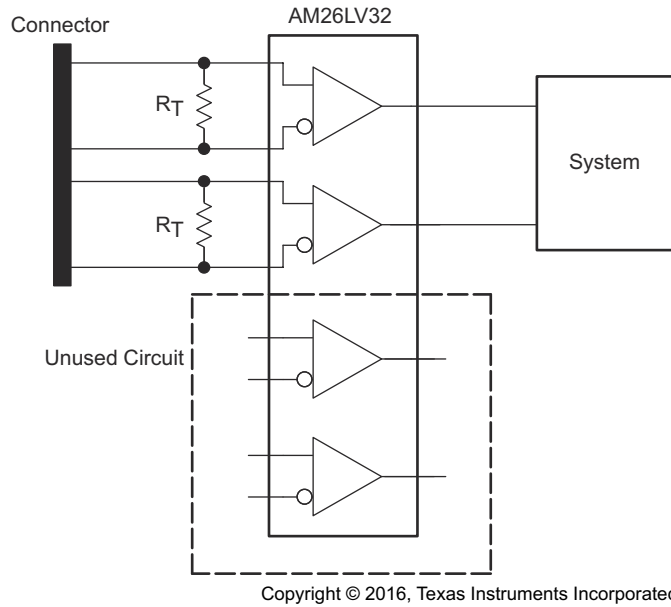 Connector
AM26LV32
RT
System
RT
Unused Circuit
Copyright © 2016, Texas Instruments Incorporated